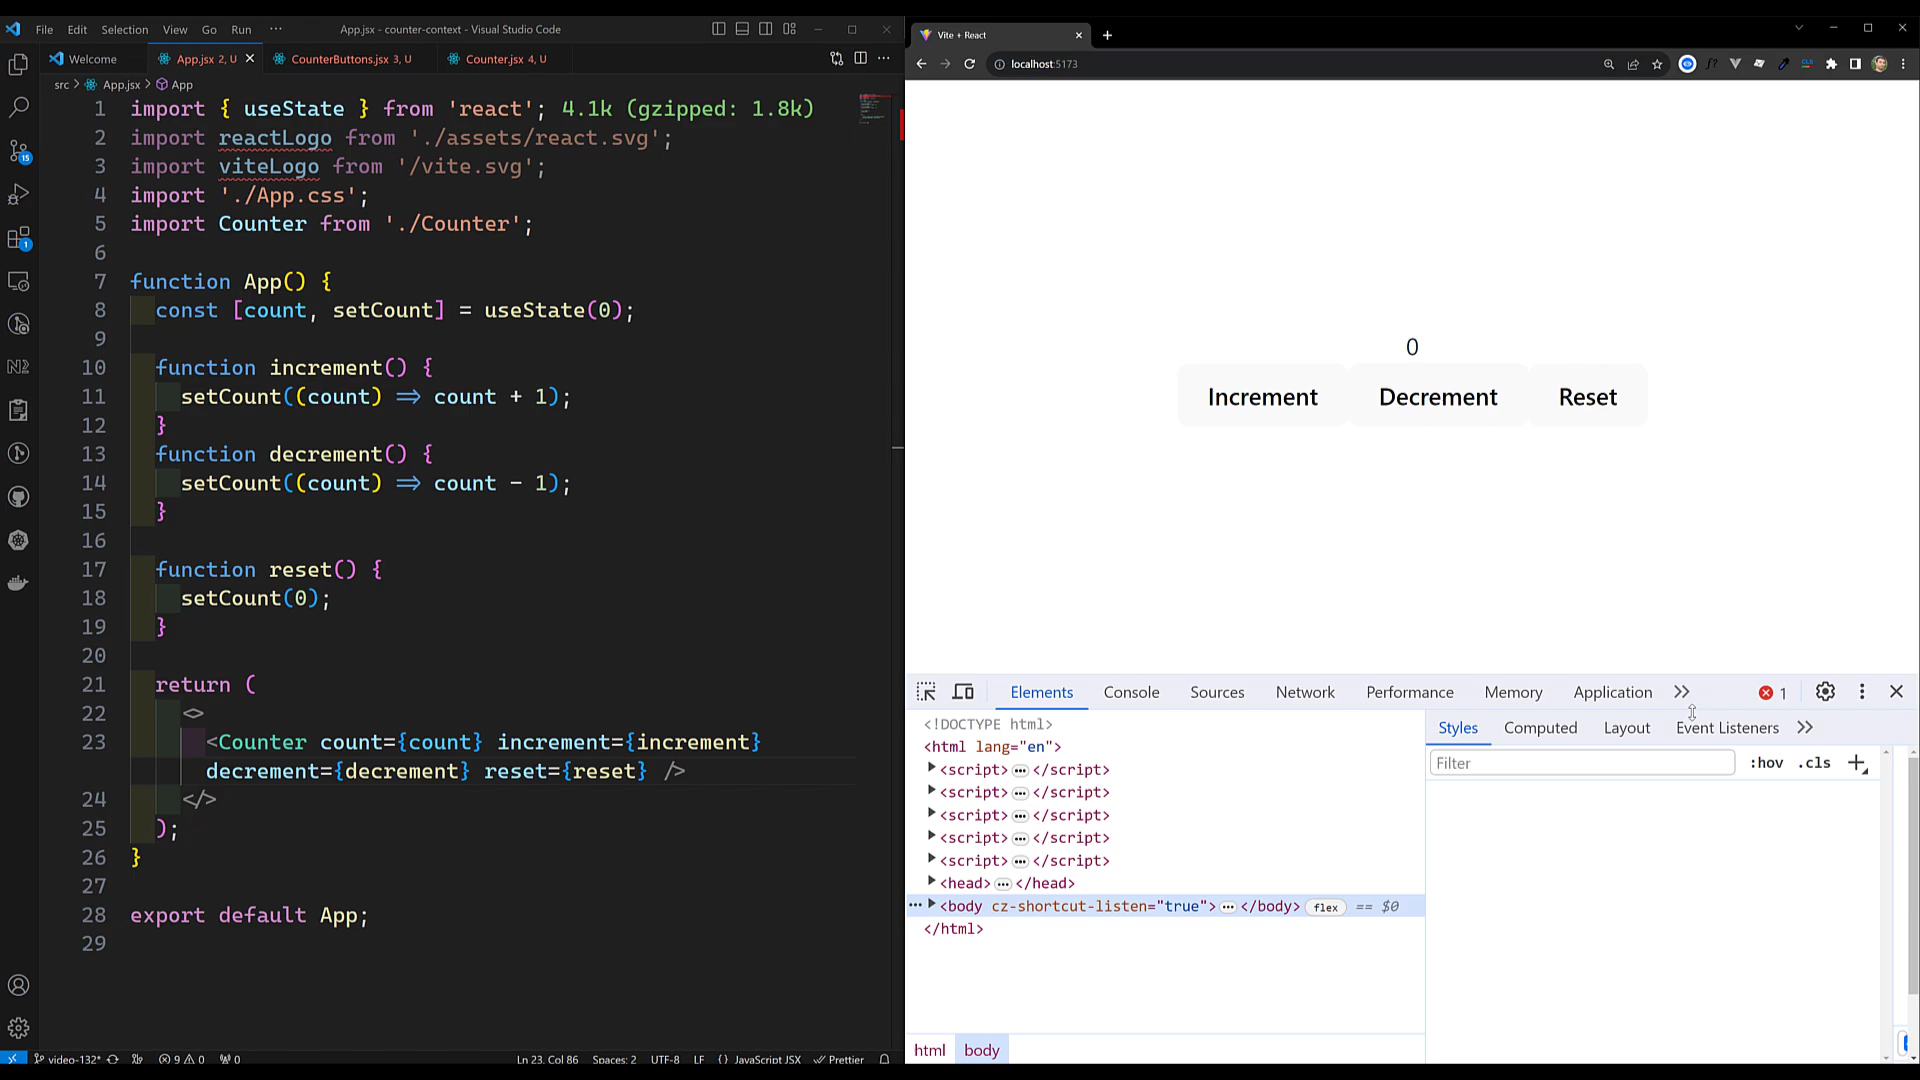 File Edit Selection View Go Run ··· App.jsx - counter-context - Visual Studio Code
Welcome App.jsx 2, U CounterButtons.jsx 3, U Counter.jsx 4, U
src > App.jsx > App
1 import { useState } from 'react'; 4.1k (gzipped: 1.8k)
2 import reactLogo from './assets/react.svg';
3 import viteLogo from '/vite.svg';
4 import './App.css';
5 import Counter from './Counter';
6
7 function App() {
8 const [count, setCount] = useState(0);
9
10 function increment() {
11 setCount((count) => count + 1);
12 }
13 function decrement() {
14 setCount((count) => count - 1);
15 }
16
17 function reset() {
18 setCount(0);
19 }
20
21 return (
22 <>
23 <Counter count={count} increment={increment}
decrement={decrement} reset={reset} />
24 </>
25 );
26 }
27
28 export default App;
29
15
1
video-132* 9 0 0 Ln 23, Col 86 Spaces: 2 UTF-8 LF {} JavaScript JSX Prettier
Vite + React
localhost:5173
0
Increment Decrement Reset
Elements Console Sources Network Performance Memory Application >> 1
<!DOCTYPE html>
<html lang="en">
<script>···</script>
<script>···</script>
<script>···</script>
<script>···</script>
<script>···</script>
<head>···</head>
··· <body cz-shortcut-listen="true">···</body> flex == $0
</html>
html body
Styles Computed Layout Event Listeners >>
Filter :hov .cls +